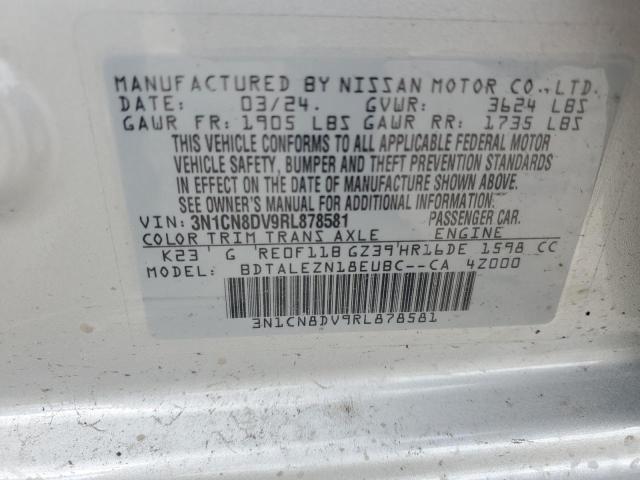 MANUFACTURED BY NISSAN MOTOR CO.,LTD.
DATE: 03/24. GVWR: 3624 LBS
GAWR FR: 1905 LBS GAWR RR: 1735 LBS
THIS VEHICLE CONFORMS TO ALL APPLICABLE FEDERAL MOTOR
VEHICLE SAFETY, BUMPER AND THEFT PREVENTION STANDARDS
IN EFFECT ON THE DATE OF MANUFACTURE SHOWN ABOVE.
SEE OWNER'S MANUAL FOR ADDITIONAL INFORMATION.
VIN: 3N1CN8DV9RL878581 PASSENGER CAR.
COLOR TRIM TRANS AXLE ENGINE
K23 G RE0F11B GZ39 HR16DE 1598 CC
MODEL: BDTALEZN18EUBC--CA 4Z000
3N1CN8DV9RL878581